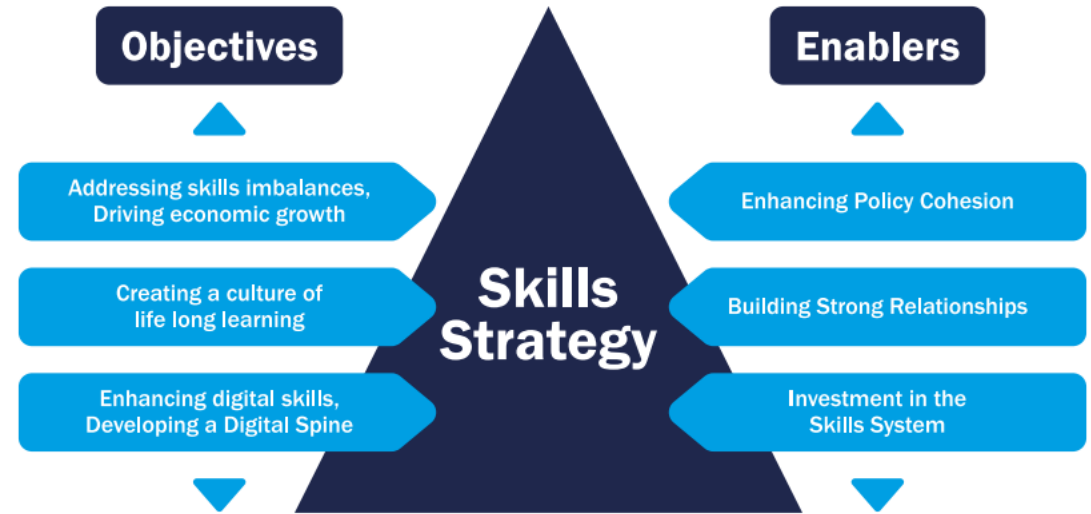 Objectives
Addressing skills imbalances,
Driving economic growth
Creating a culture of
life long learning
Enhancing digital skills,
Developing a Digital Spine
Skills
Strategy
Enablers
Enhancing Policy Cohesion
Building Strong Relationships
Investment in the
Skills System